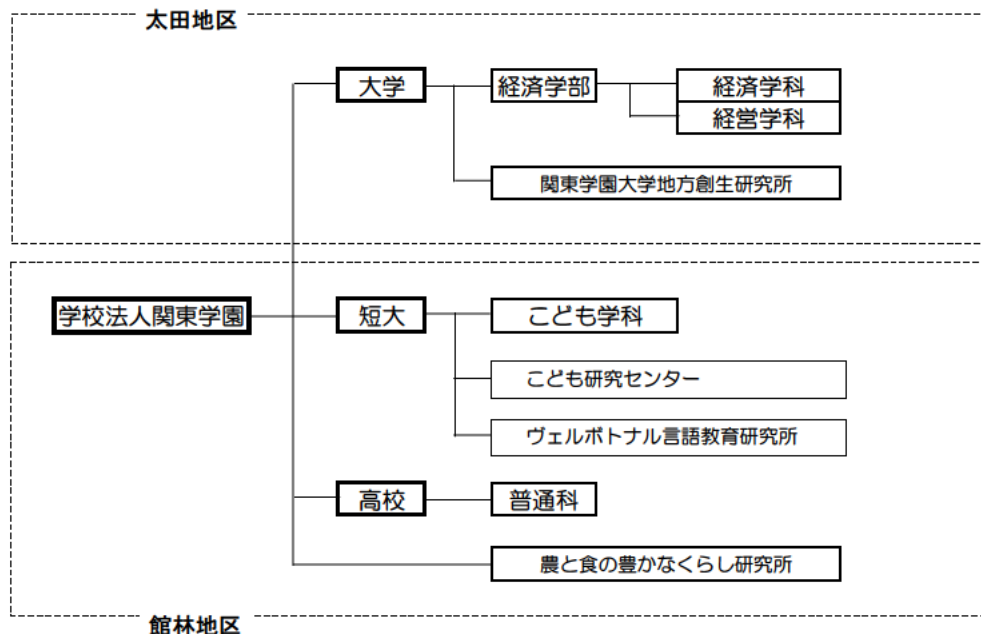 太田地区
大学
経済学部
経済学科
経営学科
関東学園大学地方創生研究所
学校法人関東学園
短大
こども学科
こども研究センター
ヴェルボトナル言語教育研究所
高校
普通科
農と食の豊かなくらし研究所
館林地区